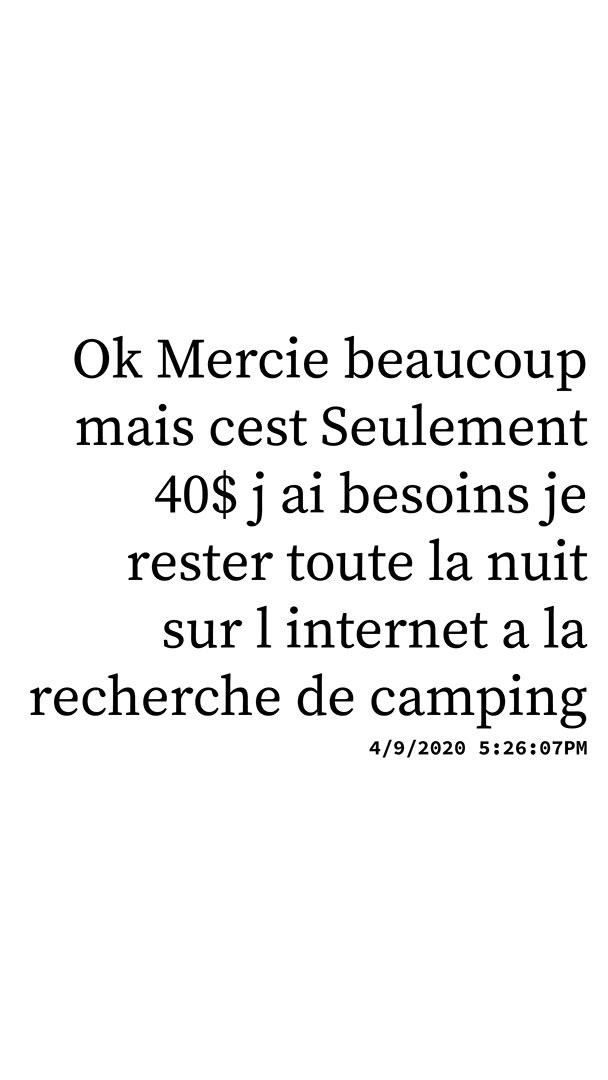 Ok Mercie beaucoup
mais cest Seulement
40$ j ai besoins je
rester toute la nuit
sur l internet a la
recherche de camping
4/9/2020 5:26:07PM